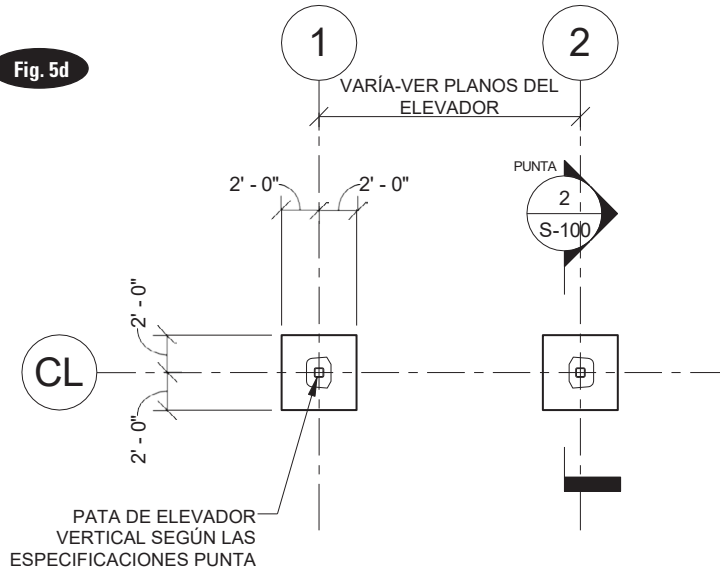 Fig. 5d
1
2
VARÍA-VER PLANOS DEL
ELEVADOR
2' - 0"
2' - 0"
PUNTA
2
S-100
2' - 0"
CL
2' - 0"
PATA DE ELEVADOR
VERTICAL SEGÚN LAS
ESPECIFICACIONES PUNTA